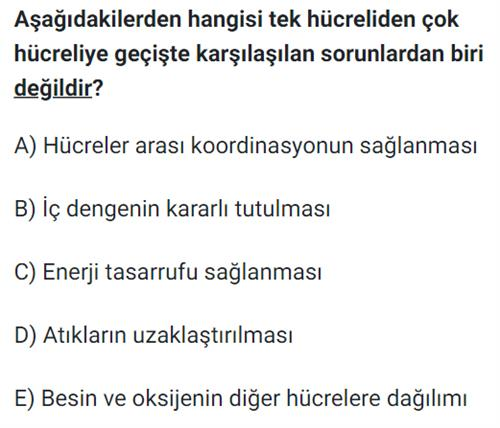 Aşağıdakilerden hangisi tek hücreliden çok
hücreliye geçişte karşılaşılan sorunlardan biri
değildir?
A) Hücreler arası koordinasyonun sağlanması
B) İç dengenin kararlı tutulması
C) Enerji tasarrufu sağlanması
D) Atıkların uzaklaştırılması
E) Besin ve oksijenin diğer hücrelere dağılımı